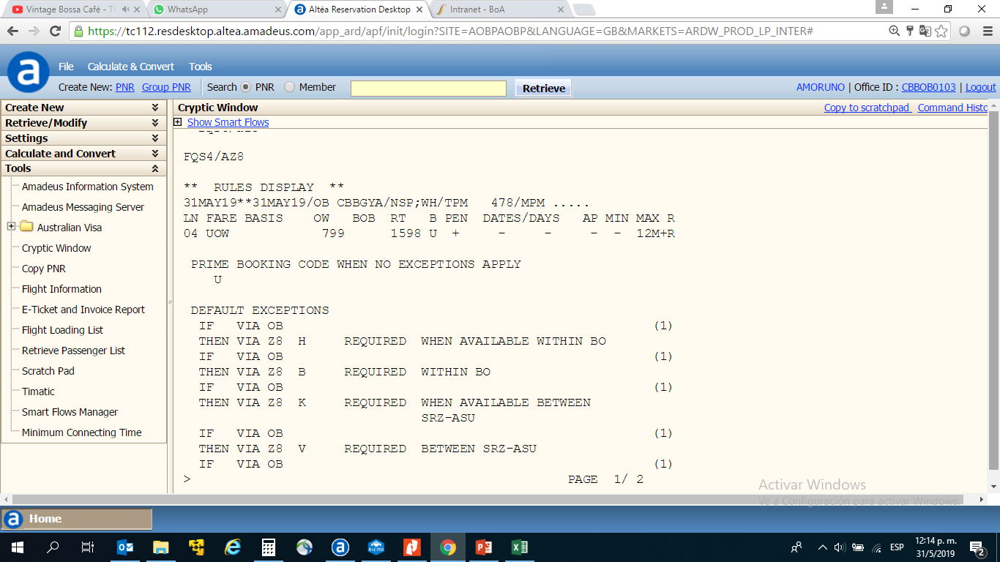 Vintage Bossa Café - T
WhatsApp
Altéa Reservation Desktop
Intranet - BoA
https://tc112.resdesktop.altea.amadeus.com/app_ard/apf/init/login?SITE=AOBPAOBP&LANGUAGE=GB&MARKETS=ARDW_PROD_LP_INTER#
a
File Calculate & Convert Tools
Create New: PNR Group PNR Search PNR Member Retrieve
AMORUNO | Office ID : CBBOB0103 | Logout
Create New
Retrieve/Modify
Settings
Calculate and Convert
Tools
Amadeus Information System
Amadeus Messaging Server
Australian Visa
Cryptic Window
Copy PNR
Flight Information
E-Ticket and Invoice Report
Flight Loading List
Retrieve Passenger List
Scratch Pad
Timatic
Smart Flows Manager
Minimum Connecting Time
Cryptic Window
Copy to scratchpad Command Histo
Show Smart Flows
FQS4/AZ8
** RULES DISPLAY **
31MAY19**31MAY19/OB CBBGYA/NSP;WH/TPM 478/MPM .....
LN FARE BASIS OW BOB RT B PEN DATES/DAYS AP MIN MAX R
04 UOW 799 1598 U + - - - - 12M+R
PRIME BOOKING CODE WHEN NO EXCEPTIONS APPLY
U
DEFAULT EXCEPTIONS
IF VIA OB (1)
THEN VIA Z8 H REQUIRED WHEN AVAILABLE WITHIN BO
IF VIA OB (1)
THEN VIA Z8 B REQUIRED WITHIN BO
IF VIA OB (1)
THEN VIA Z8 K REQUIRED WHEN AVAILABLE BETWEEN
SRZ-ASU
IF VIA OB (1)
THEN VIA Z8 V REQUIRED BETWEEN SRZ-ASU
IF VIA OB (1)
> PAGE 1/ 2
Activar Windows
Ve a Configuración para activar Windows.
a Home
ESP
12:14 p. m.
31/5/2019
2